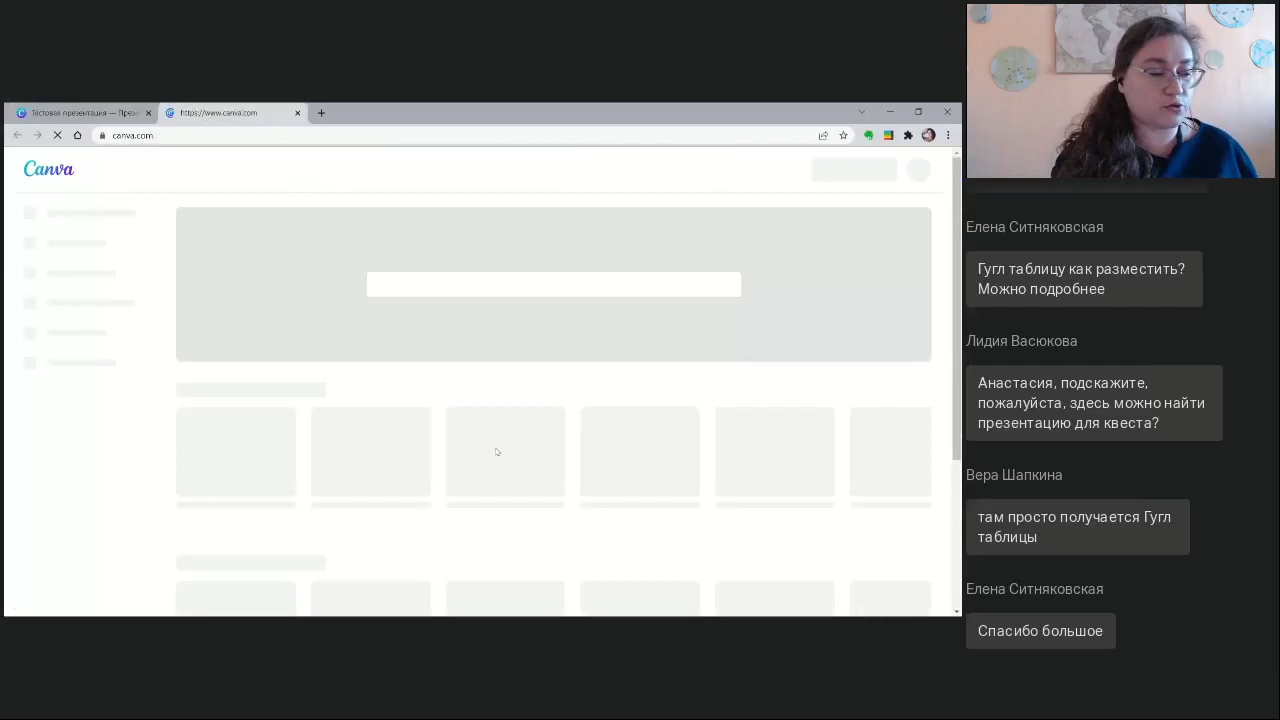 Тестовая презентация — През
https://www.canva.com
canva.com
Canva
Елена Ситняковская
Гугл таблицу как разместить?
Можно подробнее
Лидия Васюкова
Анастасия, подскажите,
пожалуйста, здесь можно найти
презентацию для квеста?
Вера Шапкина
там просто получается Гугл
таблицы
Елена Ситняковская
Спасибо большое